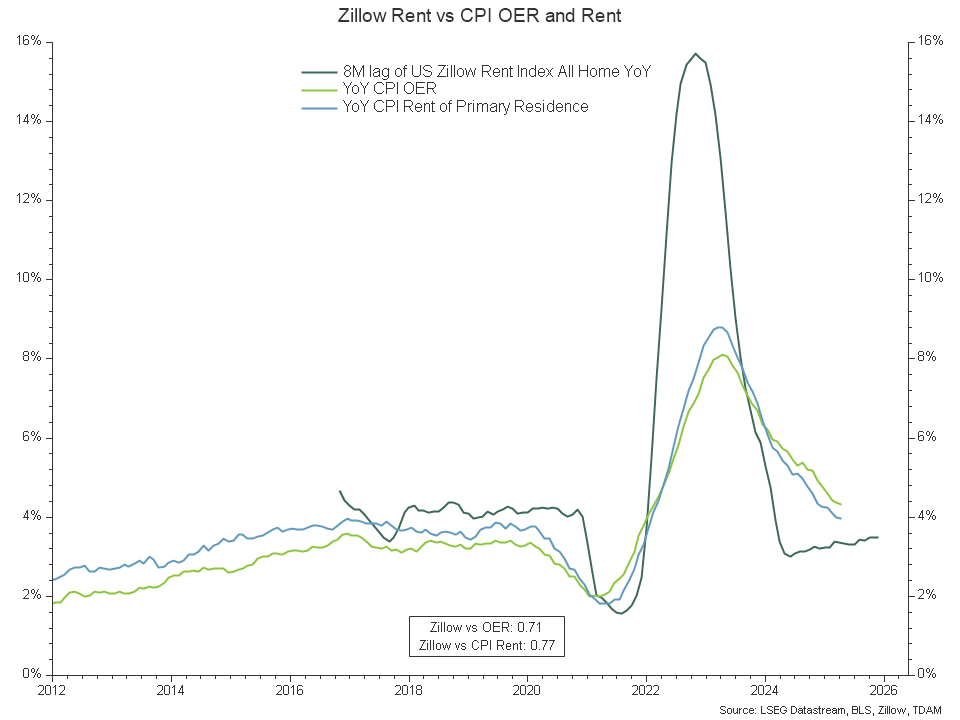 Zillow Rent vs CPI OER and Rent
16% 16%
8M lag of US Zillow Rent Index All Home YoY
YoY CPI OER
YoY CPI Rent of Primary Residence
14% 14%
12% 12%
10% 10%
8% 8%
6% 6%
4% 4%
2% 2%
Zillow vs OER: 0.71
Zillow vs CPI Rent: 0.77
0% 0%
2012 2014 2016 2018 2020 2022 2024 2026
Source: LSEG Datastream, BLS, Zillow, TDAM